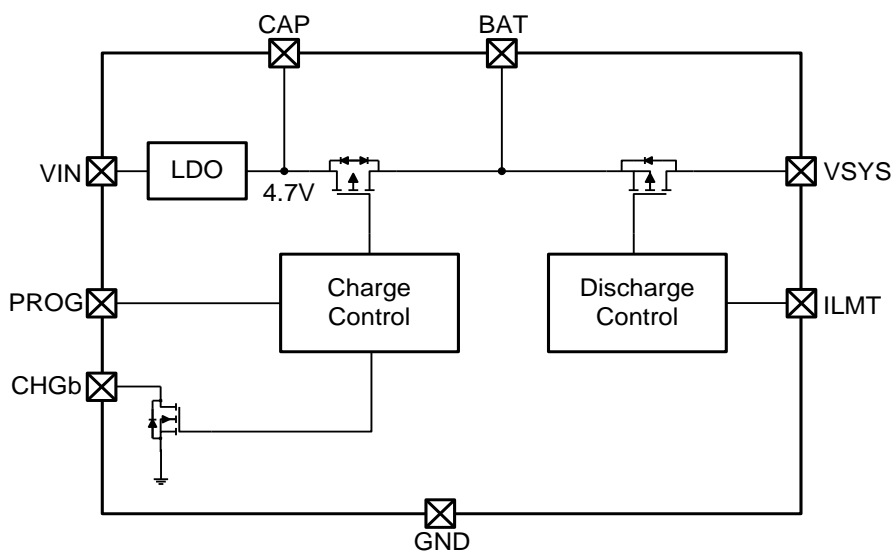 CAP
BAT
VIN
LDO
4.7V
VSYS
PROG
Charge
Control
Discharge
Control
ILMT
CHGb
GND